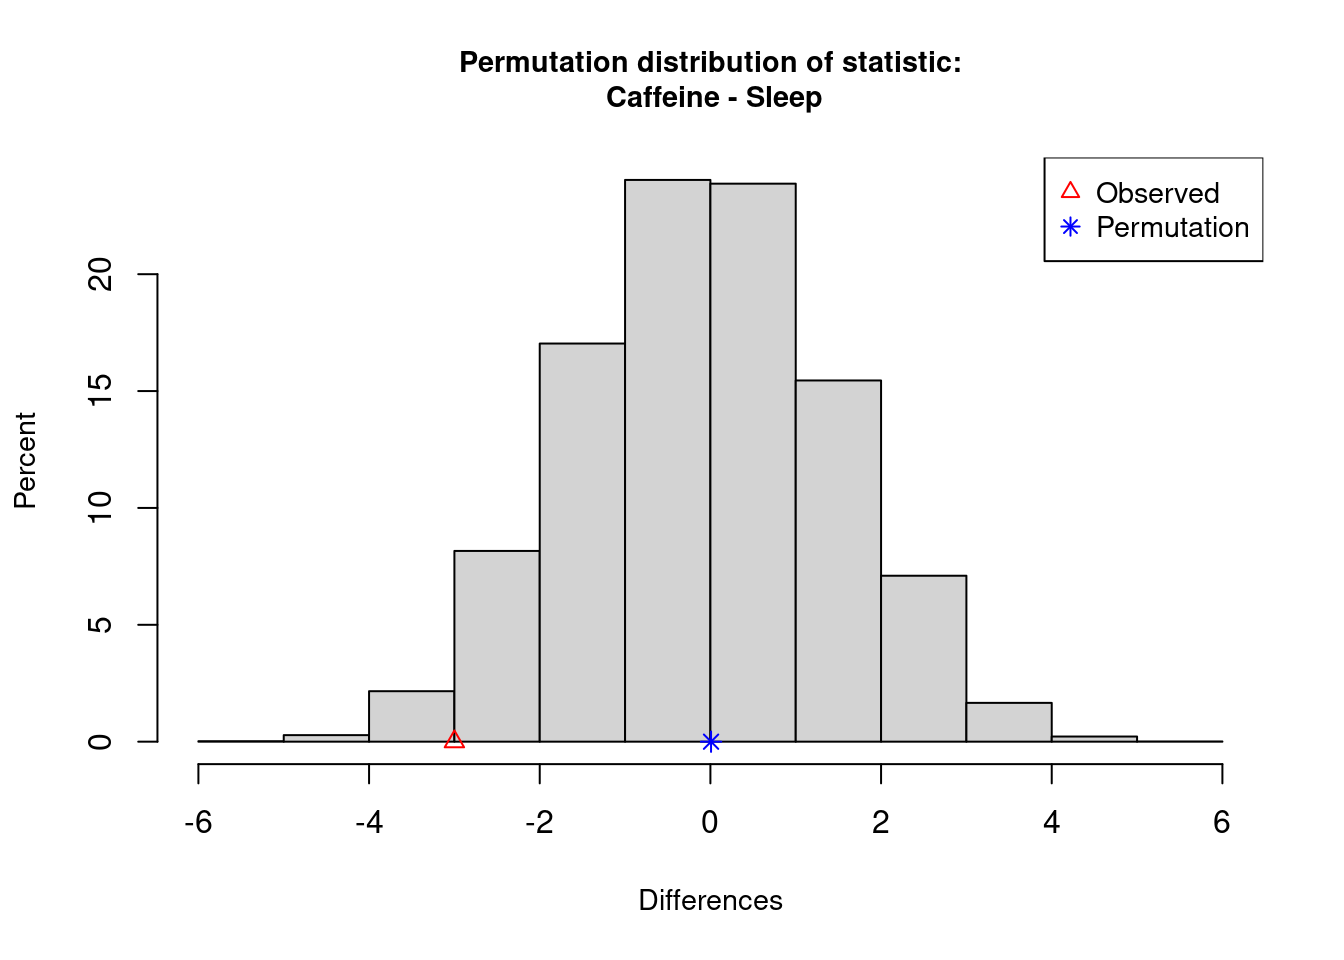 Permutation distribution of statistic:
Caffeine - Sleep
Observed
Permutation
20
15
10
5
0
Percent
-6 -4 -2 0 2 4 6
Differences